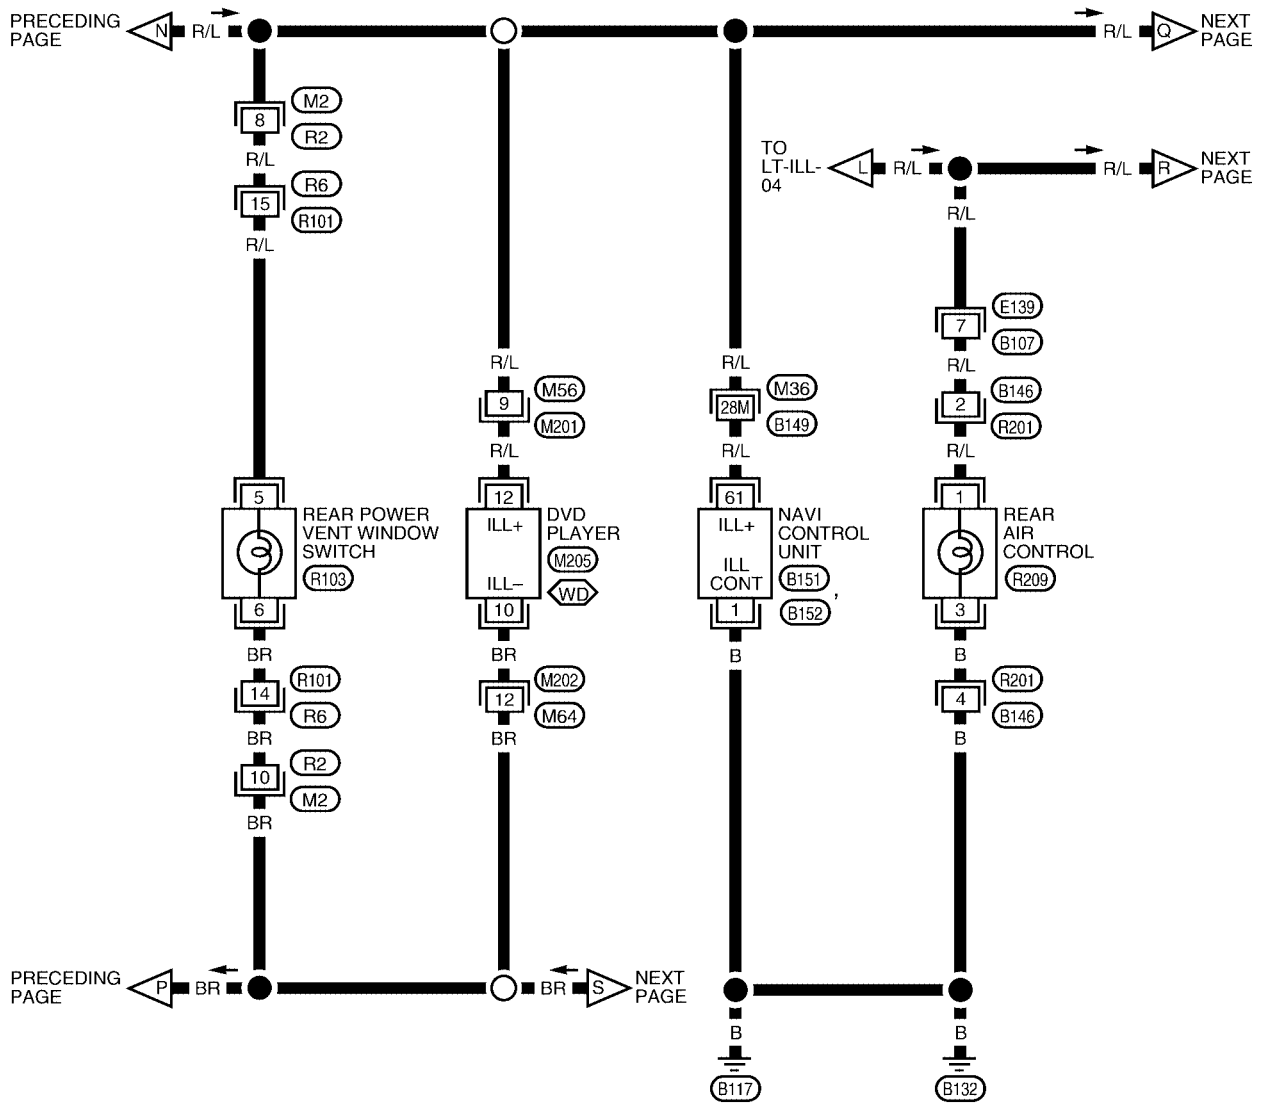 PRECEDING
PAGE
N
R/L
R/L
Q
NEXT
PAGE
8
M2
R2
R/L
15
R6
R101
R/L
TO
LT-ILL-
04
L
R/L
R/L
R
NEXT
PAGE
R/L
7
E139
B107
R/L
R/L
R/L
9
M56
M201
28M
M36
B149
2
B146
R201
R/L
R/L
R/L
5
REAR POWER
VENT WINDOW
SWITCH
R103
6
12
ILL+
ILL–
10
DVD
PLAYER
M205
WD
61
ILL+
ILL
CONT
1
NAVI
CONTROL
UNIT
B151
,
B152
1
REAR
AIR
CONTROL
R209
3
BR
BR
B
B
14
R101
R6
12
M202
M64
4
R201
B146
BR
BR
B
10
R2
M2
BR
PRECEDING
PAGE
P
BR
BR
S
NEXT
PAGE
B
B
B117
B132